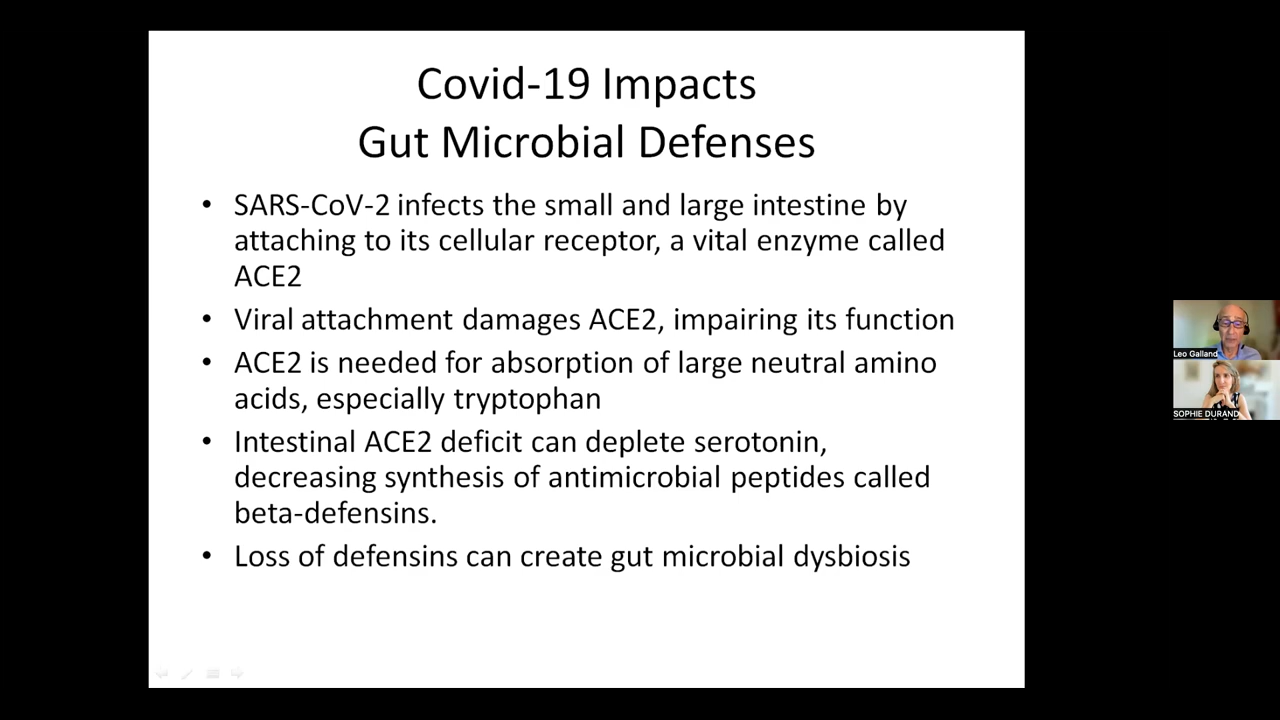 Covid-19 Impacts
Gut Microbial Defenses
• SARS-CoV-2 infects the small and large intestine by
attaching to its cellular receptor, a vital enzyme called
ACE2
• Viral attachment damages ACE2, impairing its function
• ACE2 is needed for absorption of large neutral amino
acids, especially tryptophan
• Intestinal ACE2 deficit can deplete serotonin,
decreasing synthesis of antimicrobial peptides called
beta-defensins.
• Loss of defensins can create gut microbial dysbiosis
Leo Galland
SOPHIE DURAND